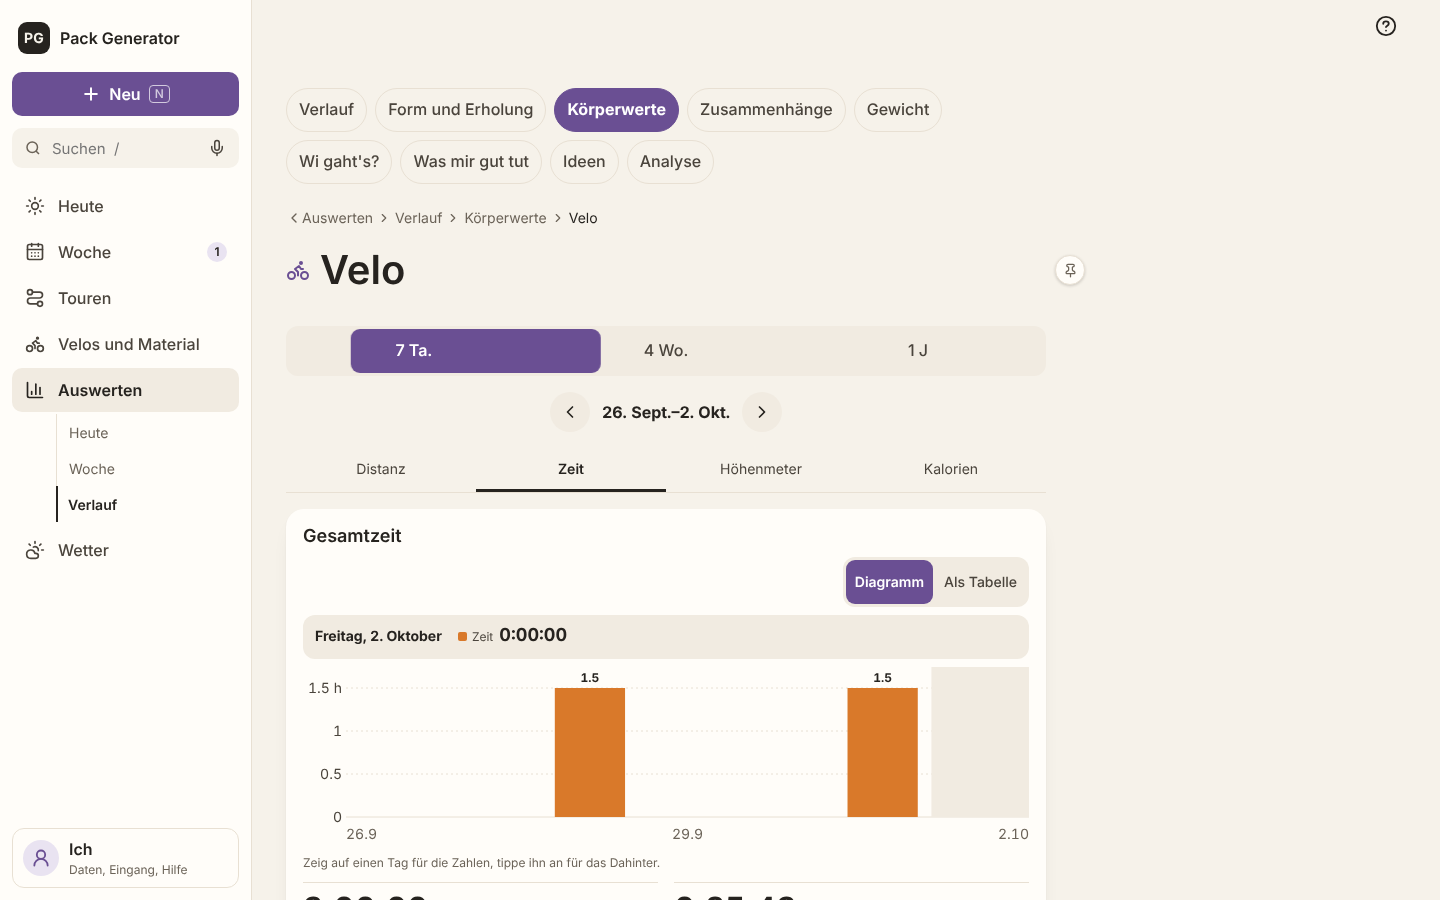 PG Pack Generator
Neu N
Suchen /
Heute
Woche 1
Touren
Velos und Material
Auswerten
Heute
Woche
Verlauf
Wetter
Ich
Daten, Eingang, Hilfe
Verlauf Form und Erholung Körperwerte Zusammenhänge Gewicht
Wi gaht's? Was mir gut tut Ideen Analyse
Auswerten Verlauf Körperwerte Velo
Velo
7 Ta. 4 Wo. 1 J
26. Sept.–2. Okt.
Distanz Zeit Höhenmeter Kalorien
Gesamtzeit
Diagramm Als Tabelle
Freitag, 2. Oktober Zeit 0:00:00
1.5 1.5
1.5 h
1
0.5
0
26.9 29.9 2.10
Zeig auf einen Tag für die Zahlen, tippe ihn an für das Dahinter.